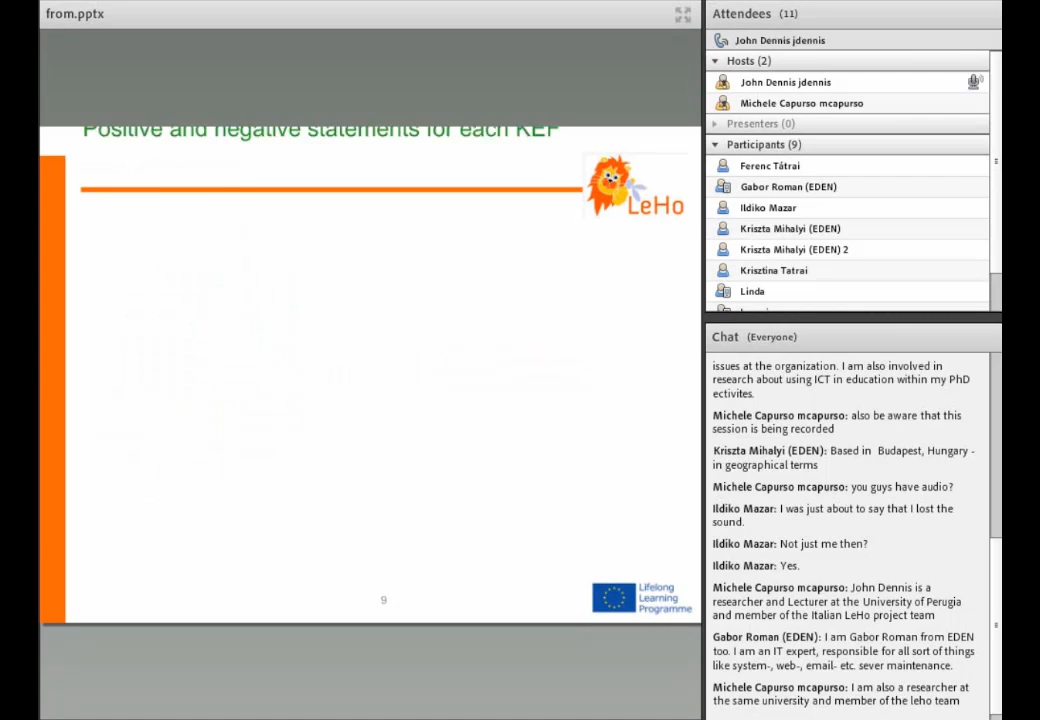 from.pptx
Positive and negative statements for each KEF
LeHo
9
Lifelong
Learning
Programme
Attendees (11)
John Dennis jdennis
Hosts (2)
John Dennis jdennis
Michele Capurso mcapurso
Presenters (0)
Participants (9)
Ferenc Tátrai
Gabor Roman (EDEN)
Ildiko Mazar
Kriszta Mihalyi (EDEN)
Kriszta Mihalyi (EDEN) 2
Krisztina Tatrai
Linda
Chat (Everyone)
issues at the organization. I am also involved in
research about using ICT in education within my PhD
ectivites.
Michele Capurso mcapurso: also be aware that this
session is being recorded
Kriszta Mihalyi (EDEN): Based in Budapest, Hungary -
in geographical terms
Michele Capurso mcapurso: you guys have audio?
Ildiko Mazar: I was just about to say that I lost the
sound.
Ildiko Mazar: Not just me then?
Ildiko Mazar: Yes.
Michele Capurso mcapurso: John Dennis is a
researcher and Lecturer at the University of Perugia
and member of the Italian LeHo project team
Gabor Roman (EDEN): I am Gabor Roman from EDEN
too. I am an IT expert, responsible for all sort of things
like system-, web-, email- etc. sever maintenance.
Michele Capurso mcapurso: I am also a researcher at
the same university and member of the leho team